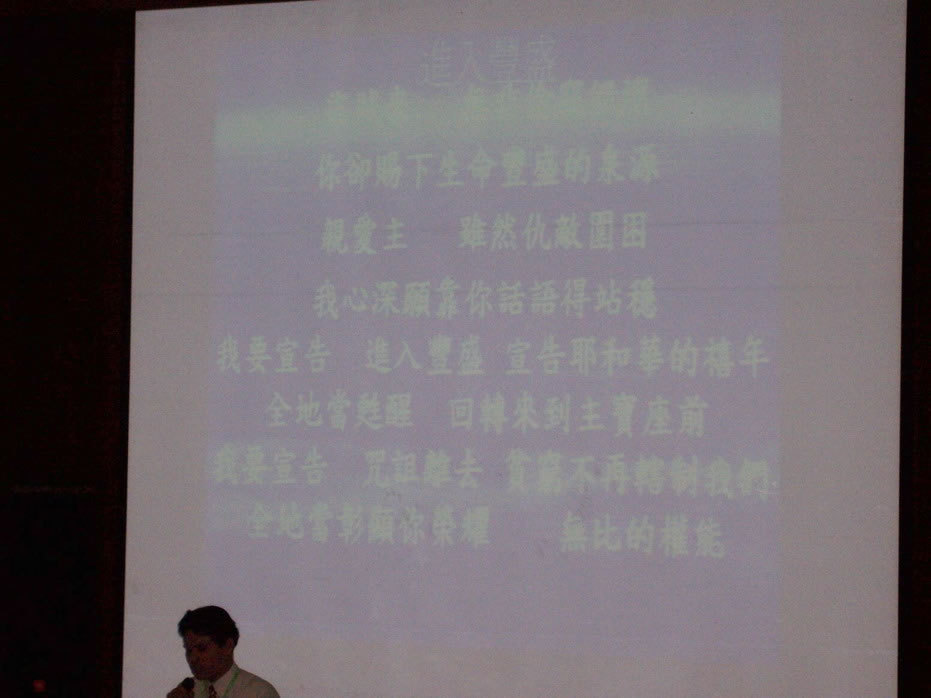 進入豐盛
你卻賜下生命豐盛的泉源
親愛主 雖然仇敵圍困
我心深願靠你話語得站穩
我要宣告 進入豐盛 宣告耶和華的禧年
全地當甦醒 回轉來到主寶座前
我要宣告 咒詛離去 貧窮不再轄制我們
全地當彰顯你榮耀 無比的權能